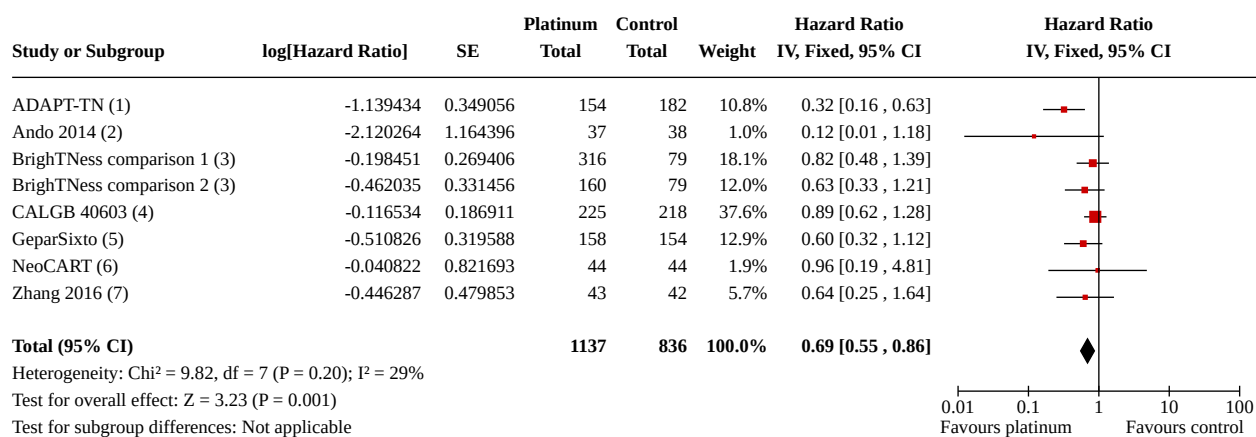 Platinum Control Hazard Ratio Hazard Ratio
Study or Subgroup log[Hazard Ratio] SE Total Total Weight IV, Fixed, 95% CI IV, Fixed, 95% CI
ADAPT-TN (1) -1.139434 0.349056 154 182 10.8% 0.32 [0.16 , 0.63]
Ando 2014 (2) -2.120264 1.164396 37 38 1.0% 0.12 [0.01 , 1.18]
BrighTNess comparison 1 (3) -0.198451 0.269406 316 79 18.1% 0.82 [0.48 , 1.39]
BrighTNess comparison 2 (3) -0.462035 0.331456 160 79 12.0% 0.63 [0.33 , 1.21]
CALGB 40603 (4) -0.116534 0.186911 225 218 37.6% 0.89 [0.62 , 1.28]
GeparSixto (5) -0.510826 0.319588 158 154 12.9% 0.60 [0.32 , 1.12]
NeoCART (6) -0.040822 0.821693 44 44 1.9% 0.96 [0.19 , 4.81]
Zhang 2016 (7) -0.446287 0.479853 43 42 5.7% 0.64 [0.25 , 1.64]
Total (95% CI) 1137 836 100.0% 0.69 [0.55 , 0.86]
Heterogeneity: Chi² = 9.82, df = 7 (P = 0.20); I² = 29%
Test for overall effect: Z = 3.23 (P = 0.001) 0.01 0.1 1 10 100
Test for subgroup differences: Not applicable Favours platinum Favours control